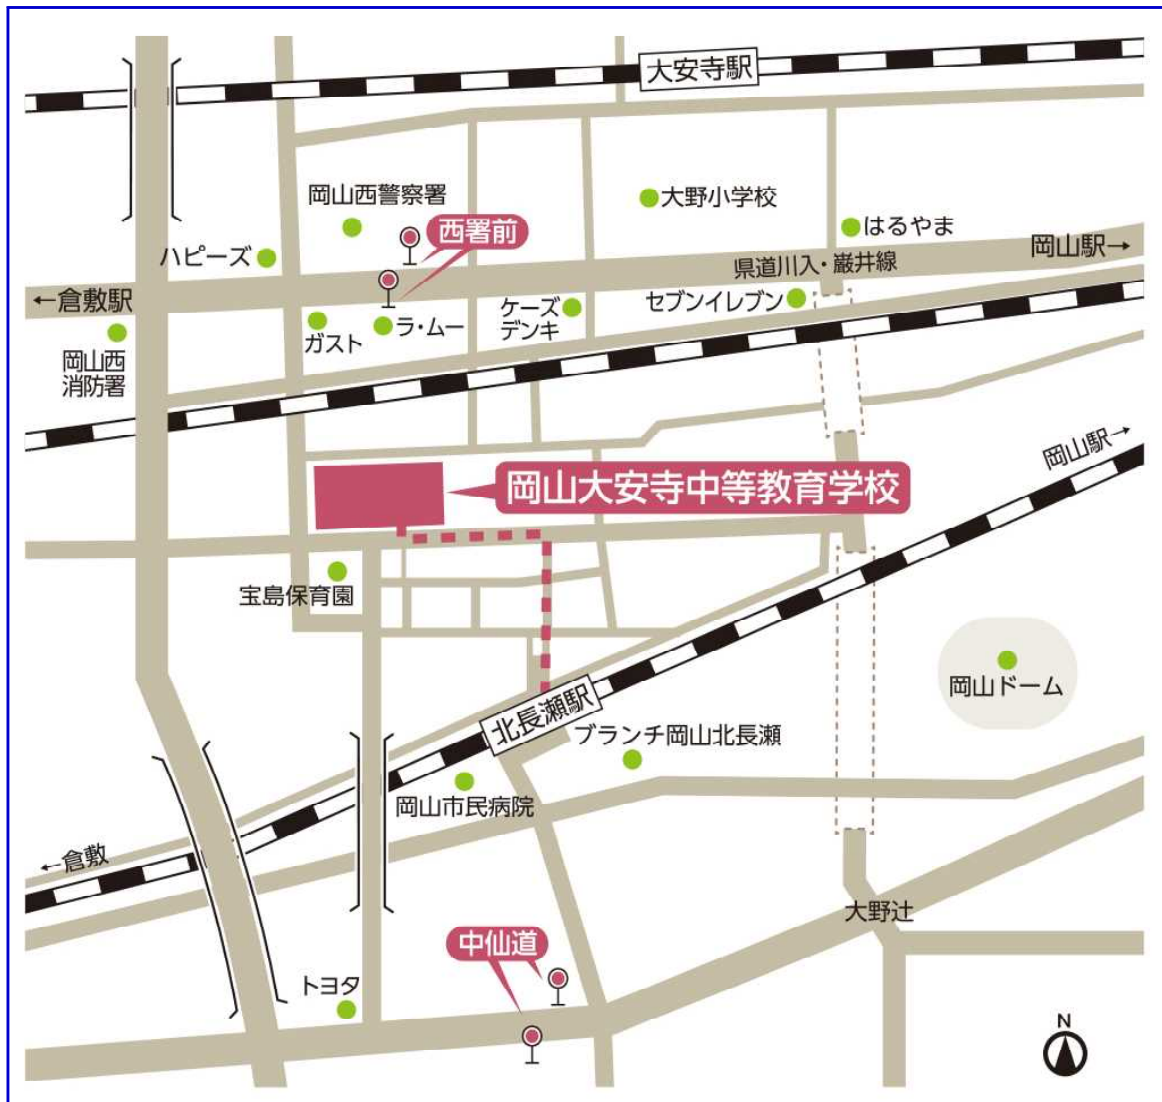 大安寺駅
岡山西警察署
大野小学校
西署前
はるやま
ハピーズ
岡山駅→
県道川入・巌井線
←倉敷駅
セブンイレブン
ケーズ
デンキ
ラ・ムー
ガスト
岡山西
消防署
岡山駅→
岡山大安寺中等教育学校
宝島保育園
岡山ドーム
北長瀬駅
ブランチ岡山北長瀬
岡山市民病院
←倉敷
大野辻
中仙道
トヨタ
N